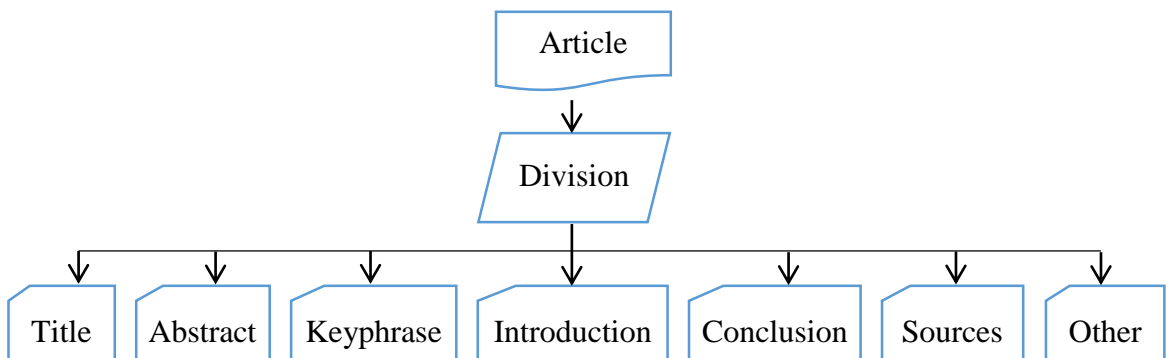 Article
Division
Title Abstract Keyphrase Introduction Conclusion Sources Other